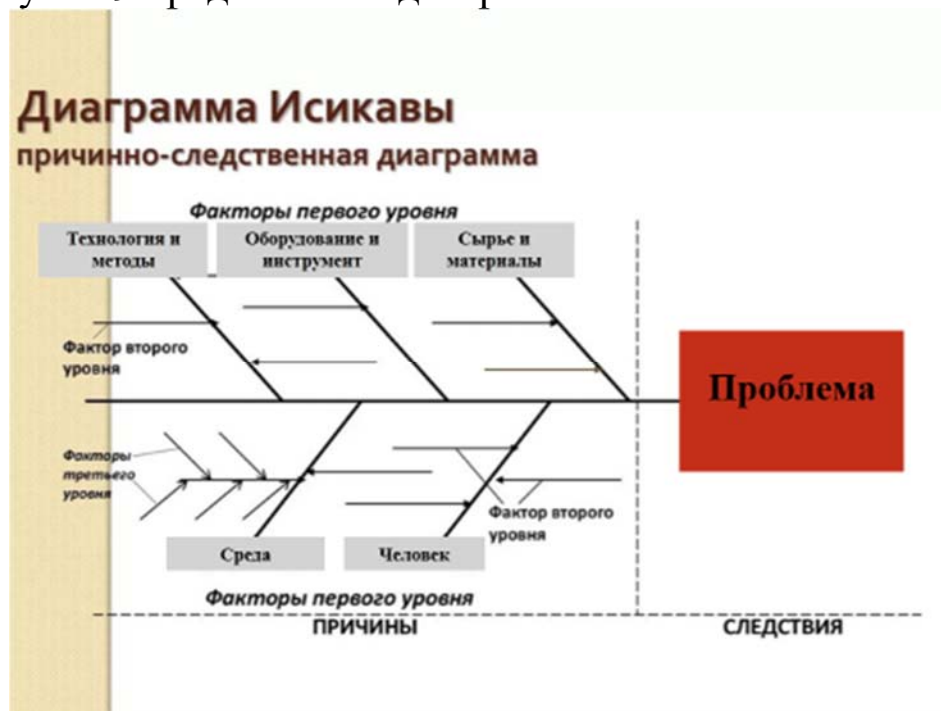 Диаграмма Исикавы
причинно-следственная диаграмма
Факторы первого уровня
Технология и
методы
Оборудование и
инструмент
Сырье и
материалы
Фактор второго
уровня
Проблема
Факторы
третьего
уровня
Фактор второго
уровня
Среда
Человек
Факторы первого уровня
ПРИЧИНЫ
СЛЕДСТВИЯ